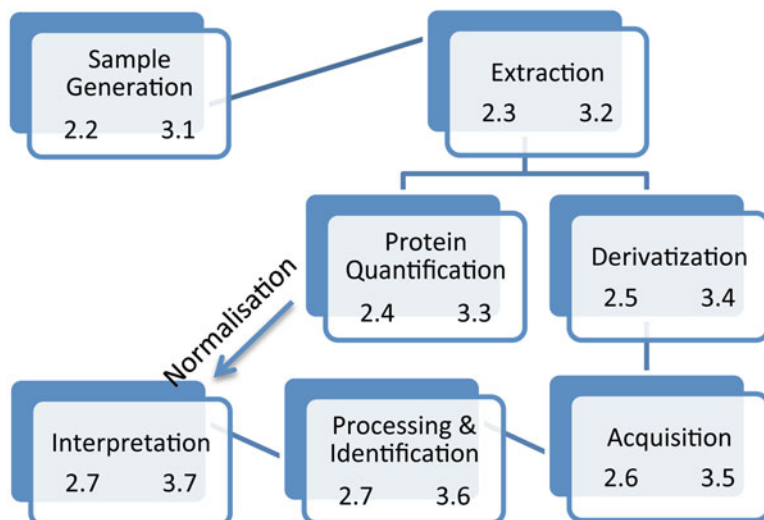 Sample
Generation
2.2 3.1
Extraction
2.3 3.2
Protein
Quantification
2.4 3.3
Derivatization
2.5 3.4
Normalisation
Interpretation
2.7 3.7
Processing &
Identification
2.7 3.6
Acquisition
2.6 3.5